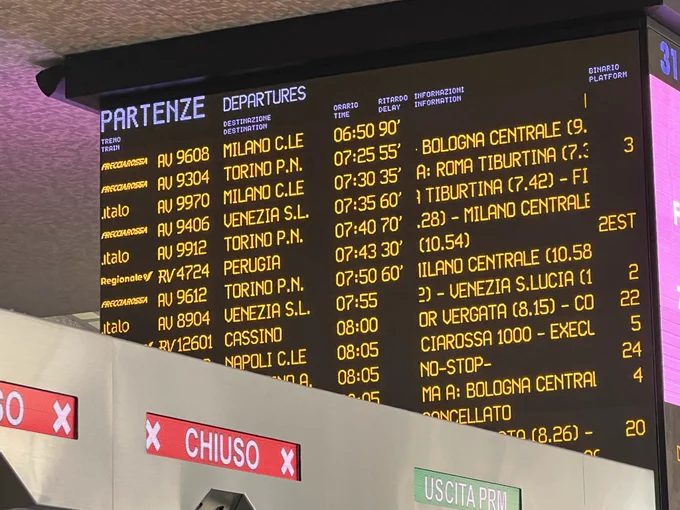 PARTENZE DEPARTURES
TRENO TRAIN
DESTINAZIONE DESTINATION
ORARIO TIME
RITARDO DELAY
INFORMAZIONI INFORMATION
BINARIO PLATFORM
31
FRECCIAROSSA AV 9608 MILANO C.LE 06:50 90'
FRECCIAROSSA AV 9304 TORINO P.N. 07:25 55' BOLOGNA CENTRALE (9.
.italo AV 9970 MILANO C.LE 07:30 35' A: ROMA TIBURTINA (7.3 3
FRECCIAROSSA AV 9406 VENEZIA S.L. 07:35 60' TIBURTINA (7.42) - FI
.italo AV 9912 TORINO P.N. 07:40 70' .28) - MILANO CENTRALE
Regionale RV 4724 PERUGIA 07:43 30' (10.54) 2EST
FRECCIAROSSA AV 9612 TORINO P.N. 07:50 60' MILANO CENTRALE (10.58
.italo AV 8904 VENEZIA S.L. 07:55 2) - VENEZIA S.LUCIA (1 2
RV 12601 CASSINO 08:00 OR VERGATA (8.15) - CO 22
NAPOLI C.LE 08:05 CIAROSSA 1000 - EXECU 5
NO A. 08:05 NO-STOP- 24
:05 MA A: BOLOGNA CENTRAL 4
CANCELLATO
(8.26) - 20
SO X
X CHIUSO X
USCITA PRM